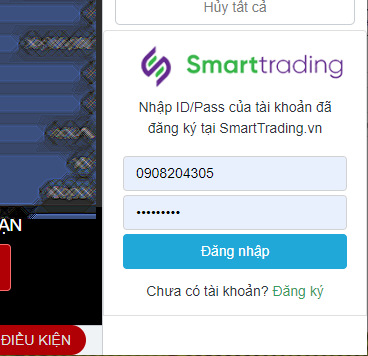 Hủy tất cả
Smarttrading
Nhập ID/Pass của tài khoản đã
đăng ký tại SmartTrading.vn
0908204305
•••••••••
Đăng nhập
Chưa có tài khoản? Đăng ký
ĐIỀU KIỆN